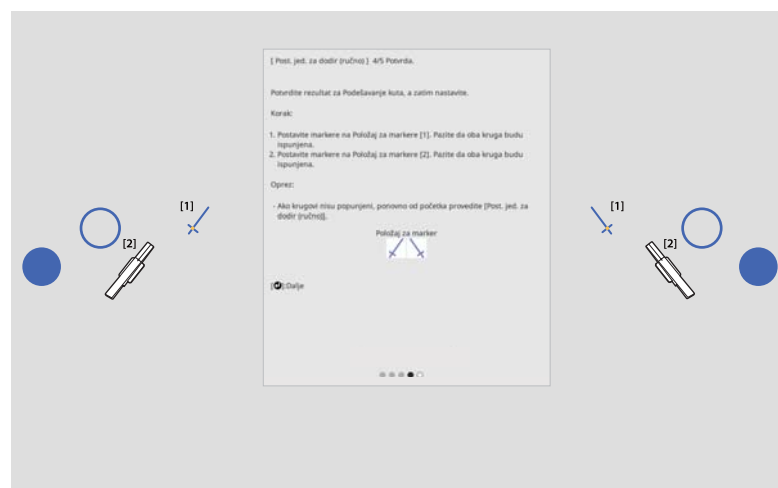 [ Post. jed. za dodir (ručno) ] 4/5 Potvrda.
Potvrdite rezultat za Podešavanje kuta, a zatim nastavite.
Korak:
1. Postavite markere na Položaj za markere [1]. Pazite da oba kruga budu
ispunjena.
2. Postavite markere na Položaj za markere [2]. Pazite da oba kruga budu
ispunjena.
Oprez:
- Ako krugovi nisu popunjeni, ponovno od početka provedite [Post. jed. za
dodir (ručno)].
Položaj za marker
[ ]:Dalje
[1]
[2]
[1]
[2]